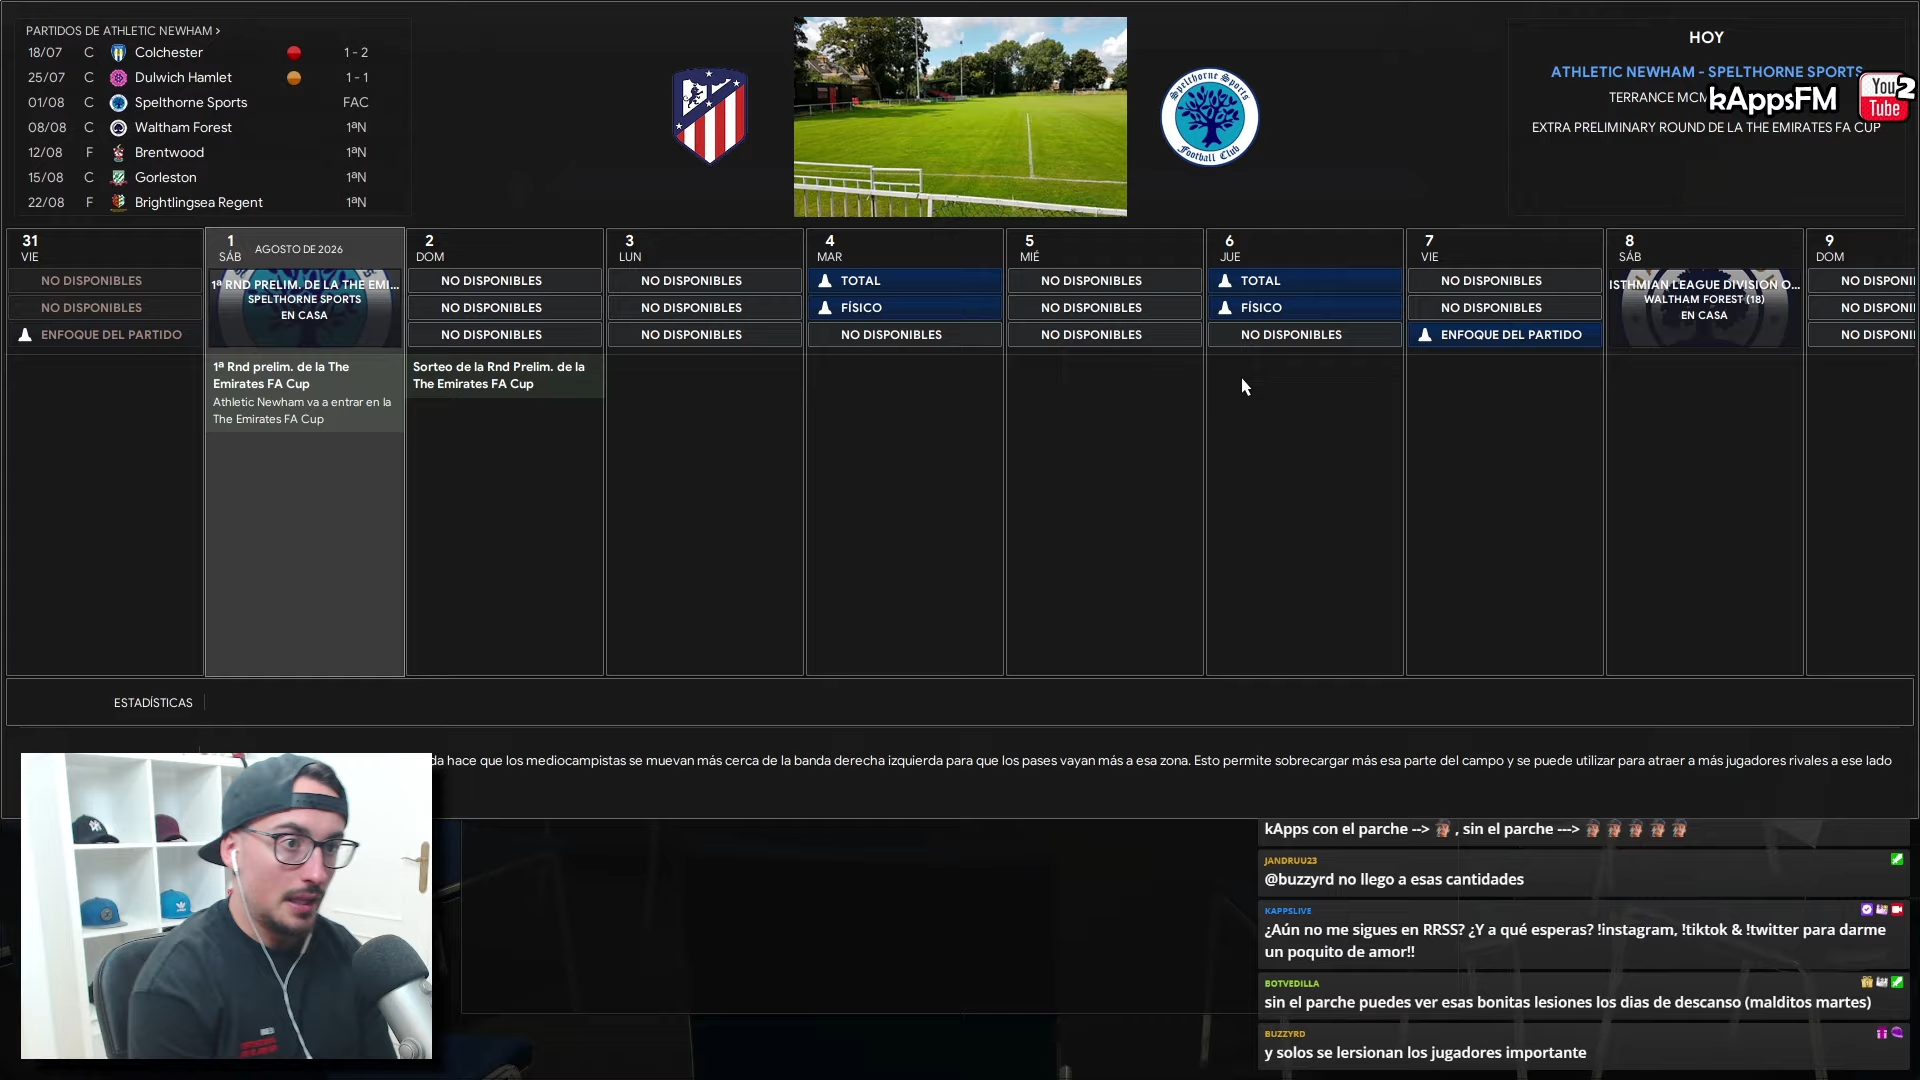 PARTIDOS DE ATHLETIC NEWHAM >
18/07 C Colchester 1 - 2
25/07 C Dulwich Hamlet 1 - 1
01/08 C Spelthorne Sports FAC
08/08 C Waltham Forest 1ªN
12/08 F Brentwood 1ªN
15/08 C Gorleston 1ªN
22/08 F Brightlingsea Regent 1ªN
Spelthorne Sports
Football Club
HOY
ATHLETIC NEWHAM - SPELTHORNE SPORTS
TERRANCE MCM
kAppsFM
You2
Tube
EXTRA PRELIMINARY ROUND DE LA THE EMIRATES FA CUP
31
VIE
NO DISPONIBLES
NO DISPONIBLES
ENFOQUE DEL PARTIDO
1
SÁB AGOSTO DE 2026
1ª RND PRELIM. DE LA THE EMI...
SPELTHORNE SPORTS
EN CASA
1ª Rnd prelim. de la The
Emirates FA Cup
Athletic Newham va a entrar en la
The Emirates FA Cup
2
DOM
NO DISPONIBLES
NO DISPONIBLES
NO DISPONIBLES
Sorteo de la Rnd Prelim. de la
The Emirates FA Cup
3
LUN
NO DISPONIBLES
NO DISPONIBLES
NO DISPONIBLES
4
MAR
TOTAL
FÍSICO
NO DISPONIBLES
5
MIÉ
NO DISPONIBLES
NO DISPONIBLES
NO DISPONIBLES
6
JUE
TOTAL
FÍSICO
NO DISPONIBLES
7
VIE
NO DISPONIBLES
NO DISPONIBLES
ENFOQUE DEL PARTIDO
8
SÁB
ISTHMIAN LEAGUE DIVISION O...
WALTHAM FOREST (18)
EN CASA
9
DOM
NO DISPONI
NO DISPONI
NO DISPONI
ESTADÍSTICAS
da hace que los mediocampistas se muevan más cerca de la banda derecha izquierda para que los pases vayan más a esa zona. Esto permite sobrecargar más esa parte del campo y se puede utilizar para atraer a más jugadores rivales a ese lado
kApps con el parche --> , sin el parche --->
JANDRUU23
@buzzyrd no llego a esas cantidades
KAPPSLIVE
¿Aún no me sigues en RRSS? ¿Y a qué esperas? !instagram, !tiktok & !twitter para darme
un poquito de amor!!
BOTVEDILLA
sin el parche puedes ver esas bonitas lesiones los dias de descanso (malditos martes)
BUZZYRD
y solos se lersionan los jugadores importante